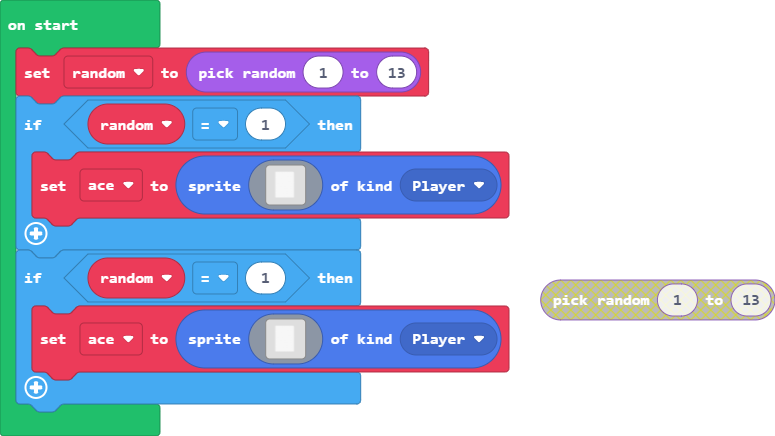 on start
set random to pick random 1 to 13
if random = 1 then
set ace to sprite of kind Player
if random = 1 then
pick random 1 to 13
set ace to sprite of kind Player